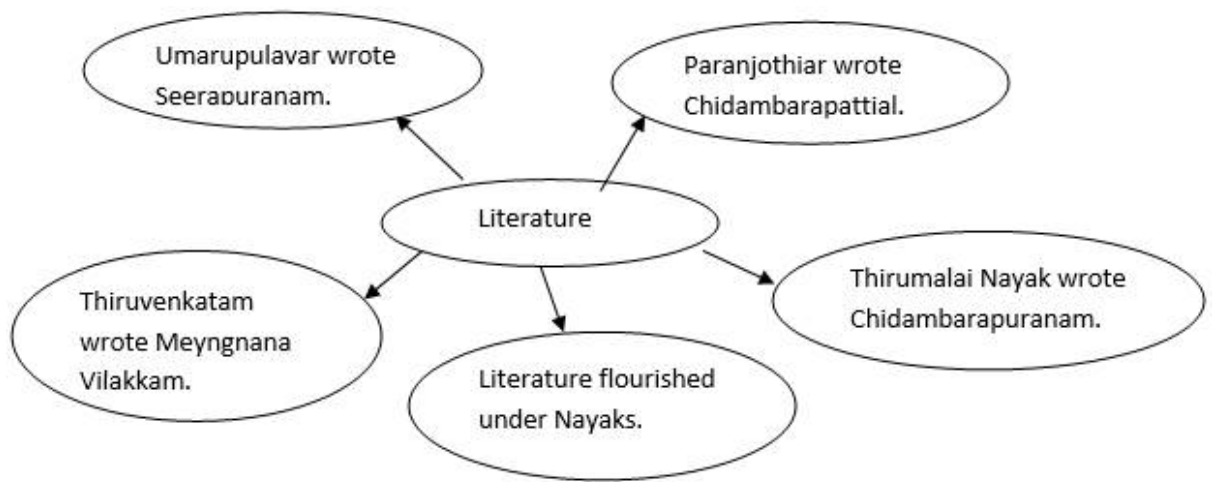 Umarupulavar wrote
Seerapuranam.
Paranjothiar wrote
Chidambarapattial.
Literature
Thiruvenkatam
wrote Meyngnana
Vilakkam.
Thirumalai Nayak wrote
Chidambarapuranam.
Literature flourished
under Nayaks.